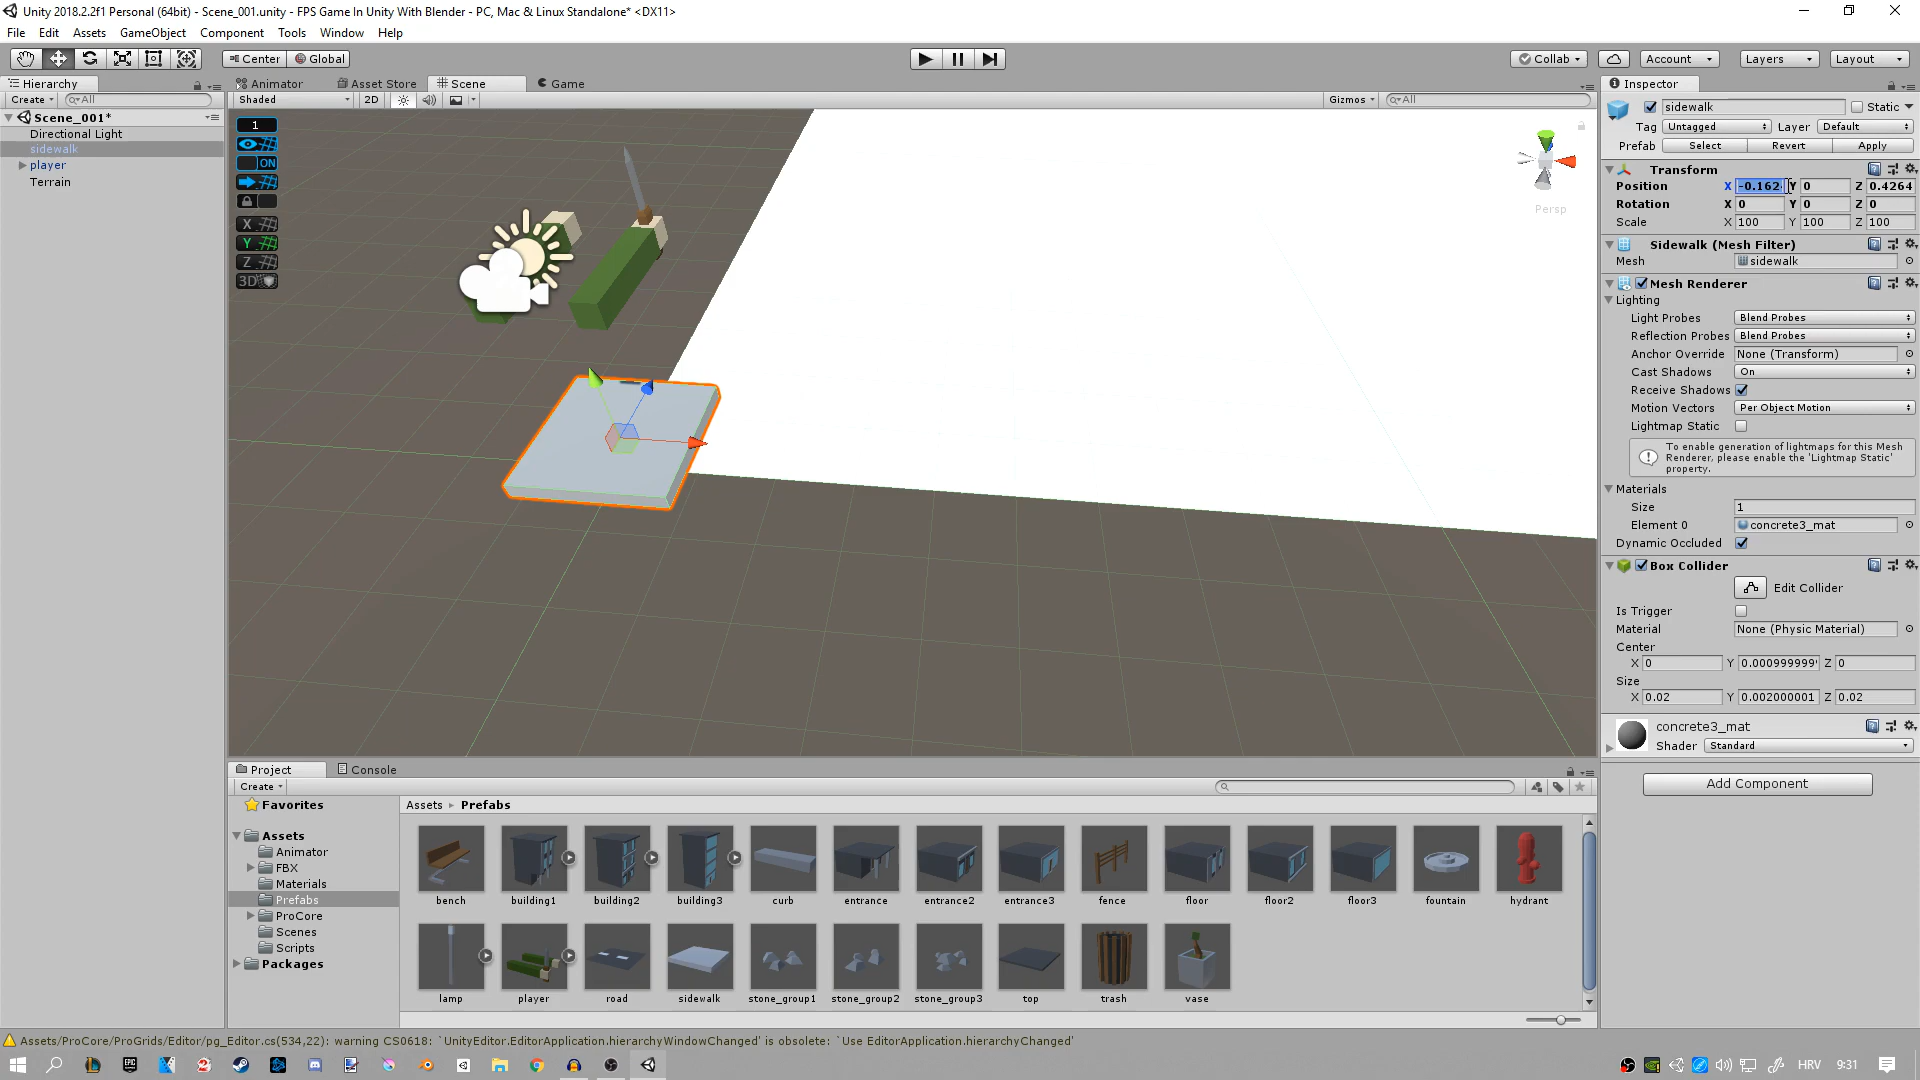 Unity 2018.2.2f1 Personal (64bit) - Scene_001.unity - FPS Game In Unity With Blender - PC, Mac & Linux Standalone* <DX11>
File Edit Assets GameObject Component Tools Window Help
Center Global Collab Account Layers Layout
Hierarchy
Create All
Scene_001*
Directional Light
sidewalk
player
Terrain
Animator Asset Store Scene Game
Shaded 2D Gizmos All
1
ON
X
Y
Z
3D
Persp
Inspector
sidewalk Static
Tag Untagged Layer Default
Prefab Select Revert Apply
Transform
Position X -0.162 Y 0 Z 0.4264
Rotation X 0 Y 0 Z 0
Scale X 100 Y 100 Z 100
Sidewalk (Mesh Filter)
Mesh sidewalk
Mesh Renderer
Lighting
Light Probes Blend Probes
Reflection Probes Blend Probes
Anchor Override None (Transform)
Cast Shadows On
Receive Shadows
Motion Vectors Per Object Motion
Lightmap Static
To enable generation of lightmaps for this Mesh
Renderer, please enable the 'Lightmap Static'
property.
Materials
Size 1
Element 0 concrete3_mat
Dynamic Occluded
Box Collider
Edit Collider
Is Trigger
Material None (Physic Material)
Center
X 0 Y 0.000999999 Z 0
Size
X 0.02 Y 0.002000001 Z 0.02
concrete3_mat
Shader Standard
Add Component
Project Console
Create
Favorites
Assets
Animator
FBX
Materials
Prefabs
ProCore
Scenes
Scripts
Packages
Assets Prefabs
bench building1 building2 building3 curb entrance entrance2 entrance3 fence floor floor2 floor3 fountain hydrant
lamp player road sidewalk stone_group1 stone_group2 stone_group3 top trash vase
Assets/ProCore/ProGrids/Editor/pg_Editor.cs(534,22): warning CS0618: `UnityEditor.EditorApplication.hierarchyWindowChanged' is obsolete: `Use EditorApplication.hierarchyChanged'
EPIC GAMES HRV 9:31